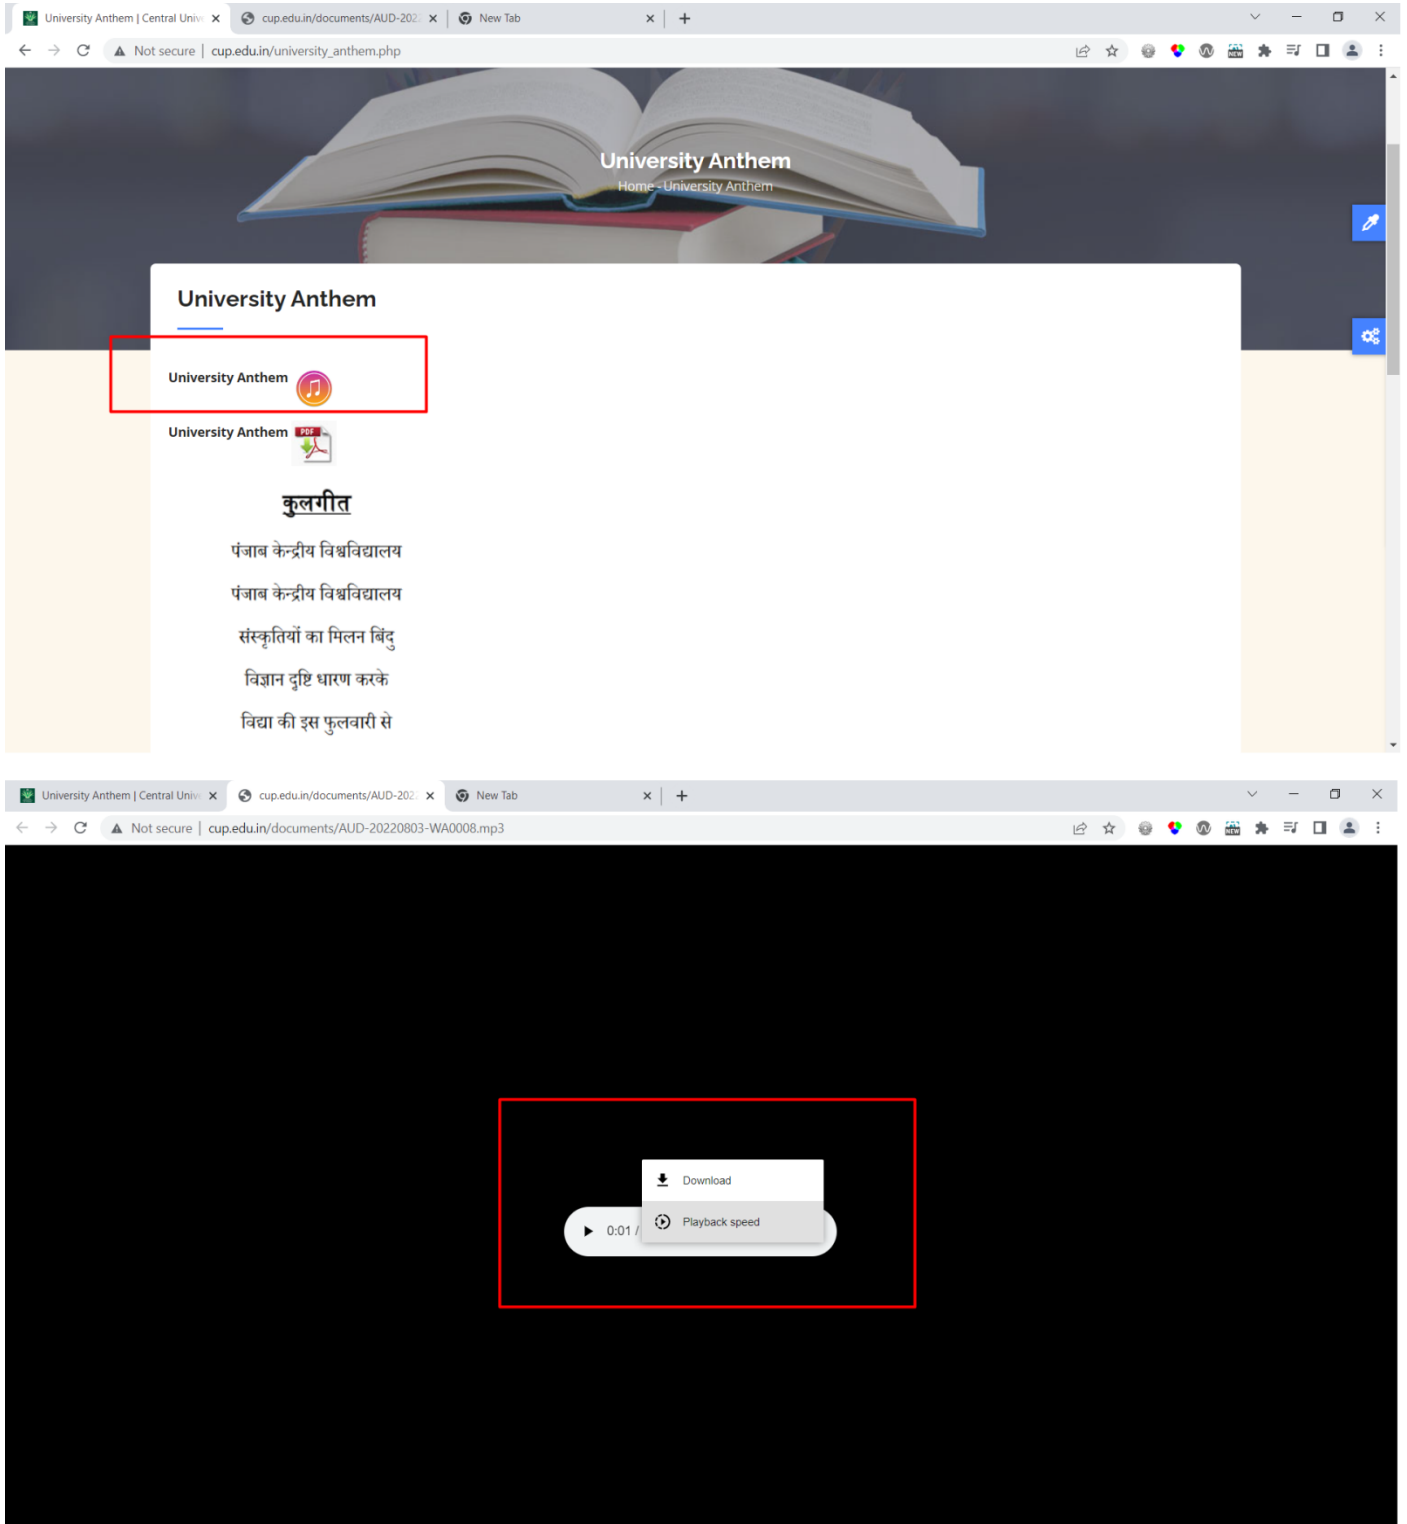 University Anthem | Central Univ
cup.edu.in/documents/AUD-202
New Tab
Not secure | cup.edu.in/university_anthem.php
NEW
University Anthem
Home - University Anthem
University Anthem
University Anthem
University Anthem
PDF
कुलगीत
पंजाब केन्द्रीय विश्वविद्यालय
पंजाब केन्द्रीय विश्वविद्यालय
संस्कृतियों का मिलन बिंदु
विज्ञान दृष्टि धारण करके
विद्या की इस फुलवारी से
University Anthem | Central Univ
cup.edu.in/documents/AUD-202
New Tab
Not secure | cup.edu.in/documents/AUD-20220803-WA0008.mp3
NEW
Download
Playback speed
0:01 /